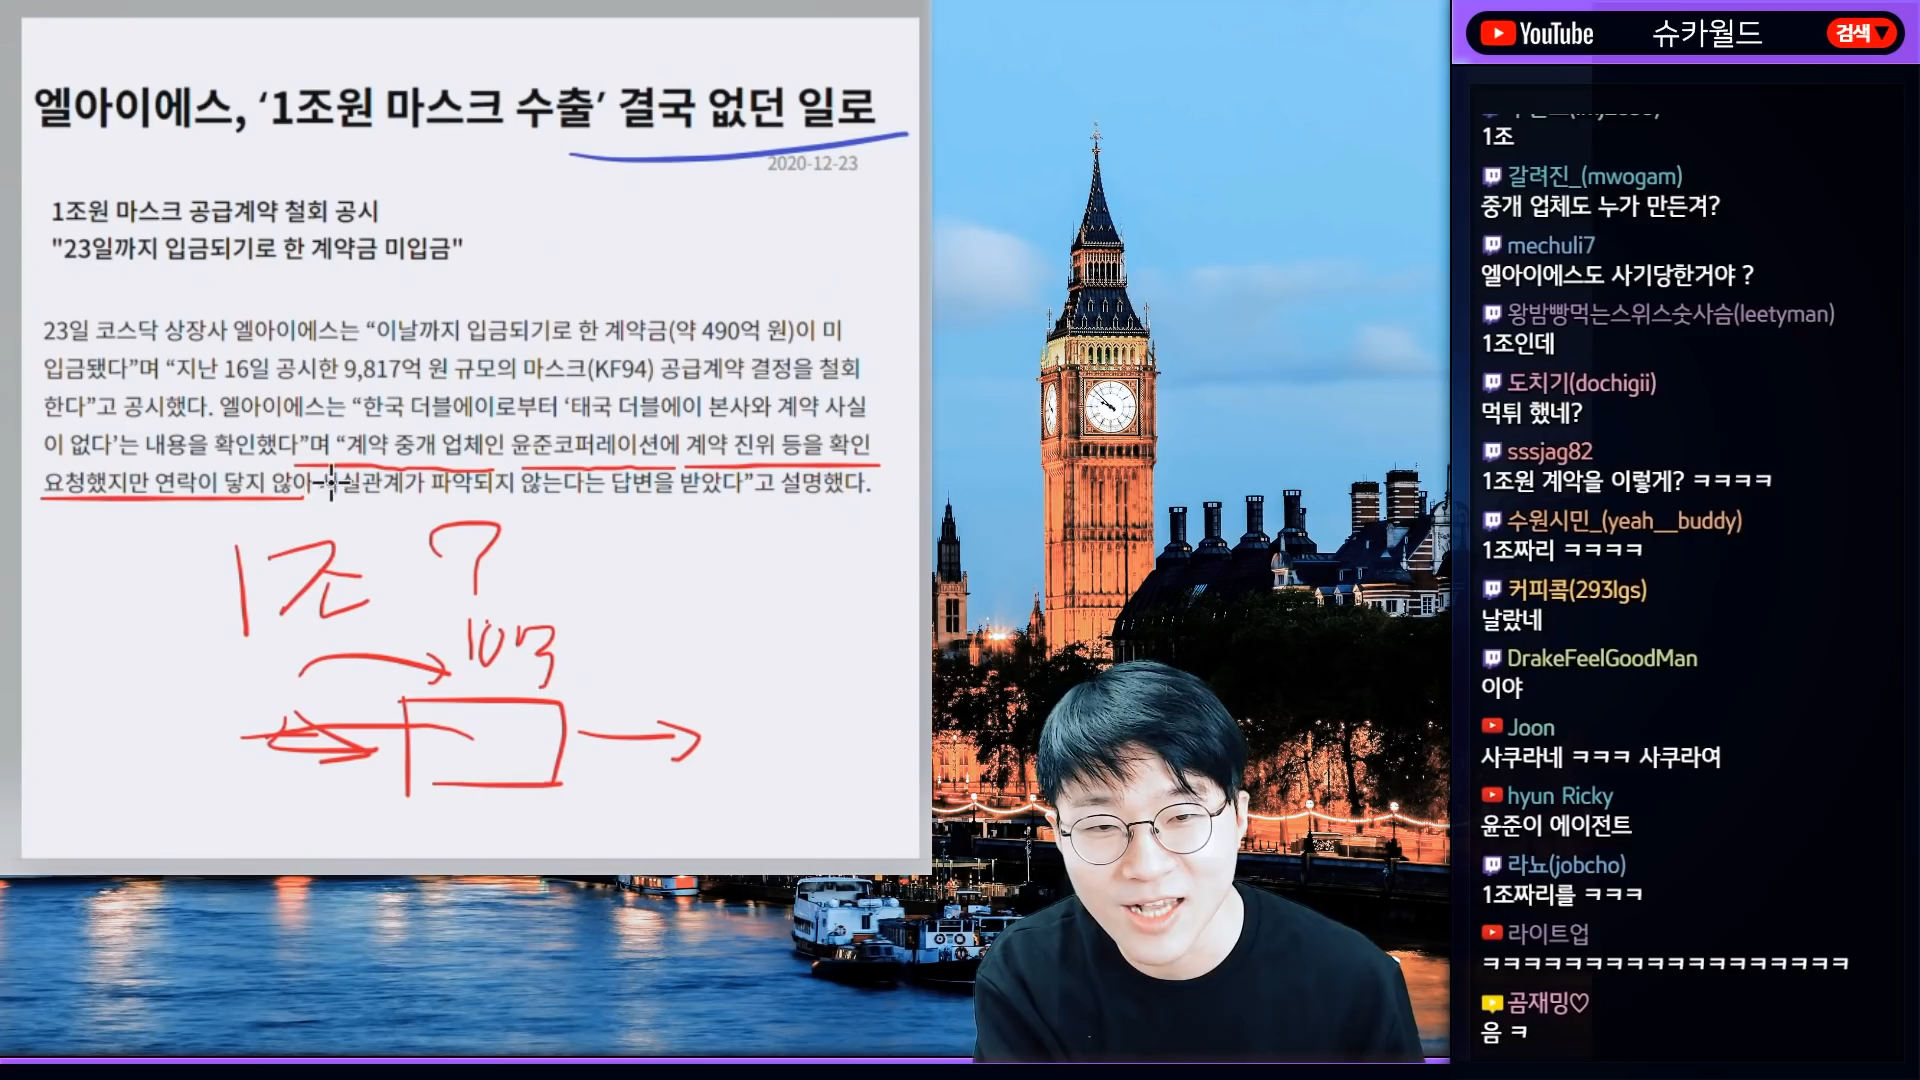 엘아이에스, ‘1조원 마스크 수출’ 결국 없던 일로
2020-12-23
1조원 마스크 공급계약 철회 공시
"23일까지 입금되기로 한 계약금 미입금"
23일 코스닥 상장사 엘아이에스는 “이날까지 입금되기로 한 계약금(약 490억 원)이 미
입금됐다”며 “지난 16일 공시한 9,817억 원 규모의 마스크(KF94) 공급계약 결정을 철회
한다”고 공시했다. 엘아이에스는 “한국 더블에이로부터 ‘태국 더블에이 본사와 계약 사실
이 없다’는 내용을 확인했다”며 “계약 중개 업체인 윤준코퍼레이션에 계약 진위 등을 확인
요청했지만 연락이 닿지 않아 사실관계가 파악되지 않는다는 답변을 받았다”고 설명했다.
1조 ?
10억
YouTube 슈카월드 검색▼
1조
갈려진_(mwogam)
중개 업체도 누가 만든겨?
mechuli7
엘아이에스도 사기당한거야 ?
왕밤빵먹는스위스숫사슴(leetyman)
1조인데
도치기(dochigii)
먹튀 했네?
sssjag82
1조원 계악을 이렇게? ㅋㅋㅋㅋ
수원시민_(yeah__buddy)
1조짜리 ㅋㅋㅋㅋ
커피콬(293lgs)
날랐네
DrakeFeelGoodMan
이야
Joon
사쿠라네 ㅋㅋㅋ 사쿠라여
hyun Ricky
윤준이 에이전트
라뇨(jobcho)
1조짜리를 ㅋㅋㅋ
라이트업
ㅋㅋㅋㅋㅋㅋㅋㅋㅋㅋㅋㅋㅋㅋㅋㅋㅋㅋ
곰재밍♡
음 ㅋ